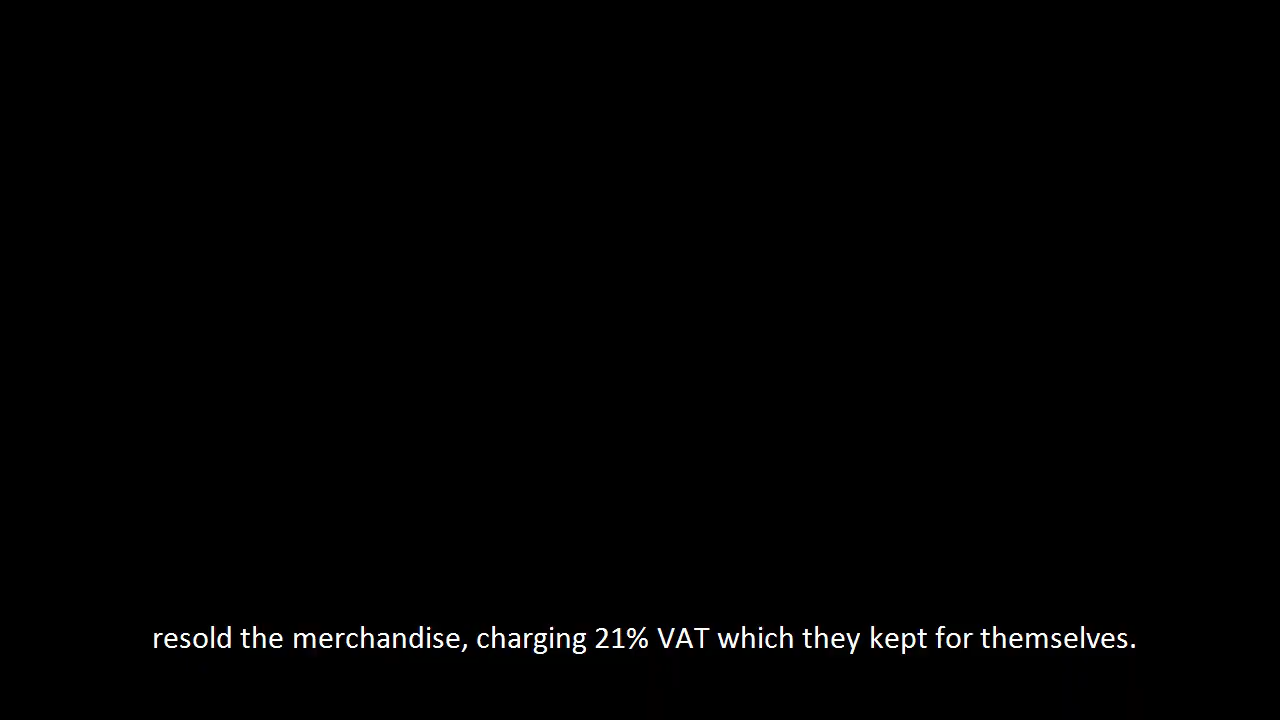 resold the merchandise, charging 21% VAT which they kept for themselves.